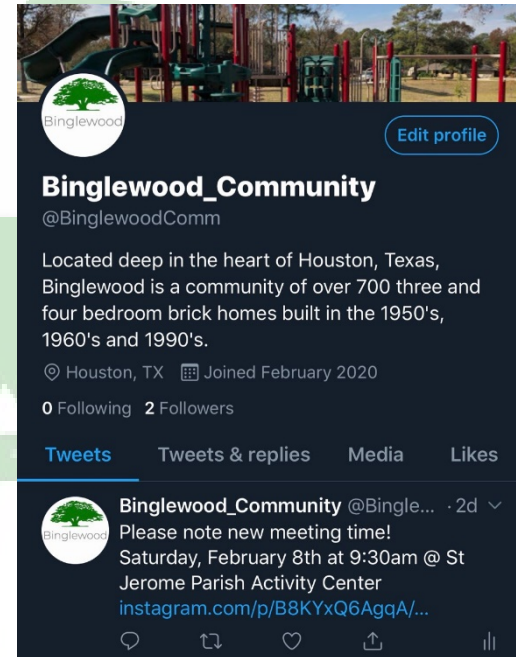 Binglewood
Edit profile
Binglewood_Community
@BinglewoodComm
Located deep in the heart of Houston, Texas,
Binglewood is a community of over 700 three and
four bedroom brick homes built in the 1950's,
1960's and 1990's.
Houston, TX Joined February 2020
0 Following 2 Followers
Tweets Tweets & replies Media Likes
Binglewood
Binglewood_Community @Bingle... · 2d
Please note new meeting time!
Saturday, February 8th at 9:30am @ St
Jerome Parish Activity Center
instagram.com/p/B8KYxQ6AgqA/...